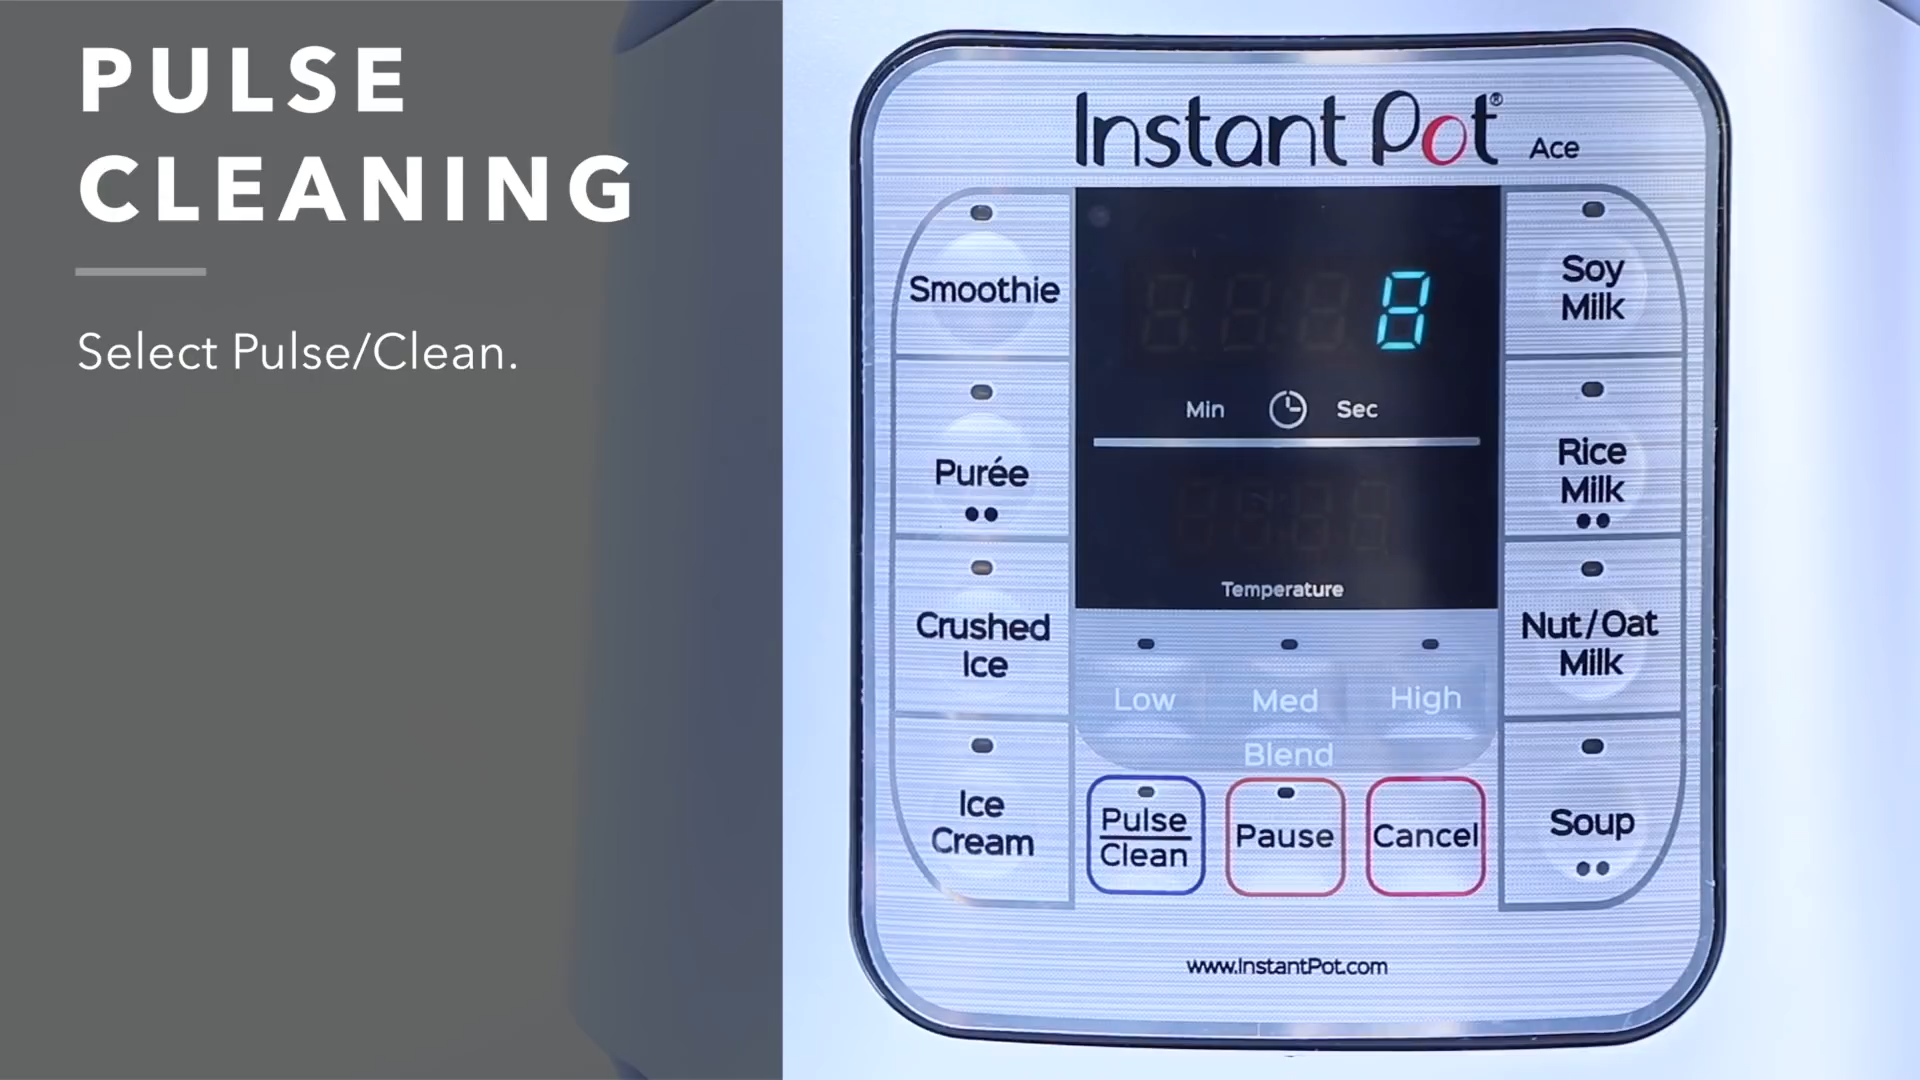 PULSE
CLEANING
Select Pulse/Clean.
Instant Pot® Ace
Smoothie
Purée
Crushed
Ice
Ice
Cream
8
Min Sec
Temperature
Low Med High
Blend
Pulse
Clean
Pause
Cancel
Soy
Milk
Rice
Milk
Nut/Oat
Milk
Soup
www.InstantPot.com